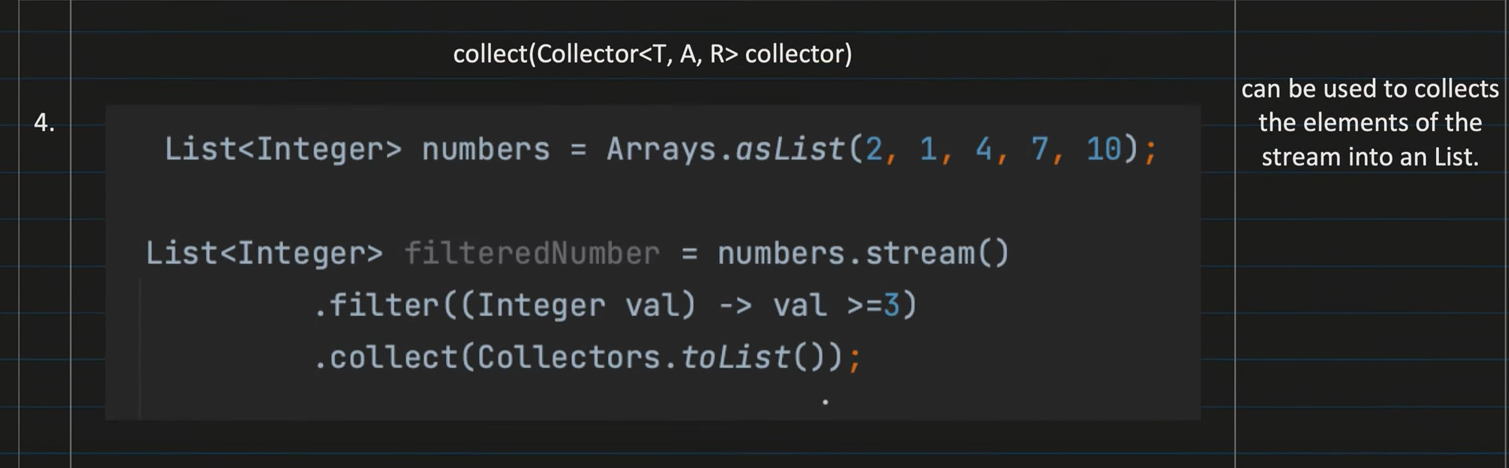 collect(Collector<T, A, R> collector)
4.
List<Integer> numbers = Arrays.asList(2, 1, 4, 7, 10);
List<Integer> filteredNumber = numbers.stream()
.filter((Integer val) -> val >=3)
.collect(Collectors.toList());
can be used to collects
the elements of the
stream into an List.